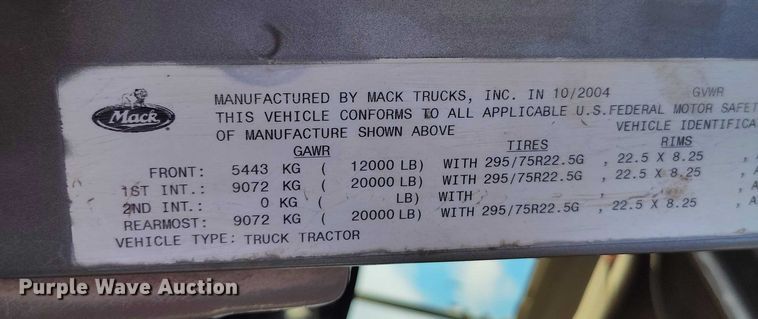 MANUFACTURED BY MACK TRUCKS, INC. IN 10/2004 GVWR
Mack
THIS VEHICLE CONFORMS TO ALL APPLICABLE U.S.FEDERAL MOTOR SAFET
OF MANUFACTURE SHOWN ABOVE VEHICLE IDENTIFICA
GAWR TIRES RIMS
FRONT: 5443 KG ( 12000 LB) WITH 295/75R22.5G , 22.5 X 8.25 , A
1ST INT.: 9072 KG ( 20000 LB) WITH 295/75R22.5G , 22.5 X 8.25 , A
2ND INT.: 0 KG ( LB) WITH , ,
REARMOST: 9072 KG ( 20000 LB) WITH 295/75R22.5G , 22.5 X 8.25 , A
VEHICLE TYPE: TRUCK TRACTOR
Purple Wave Auction